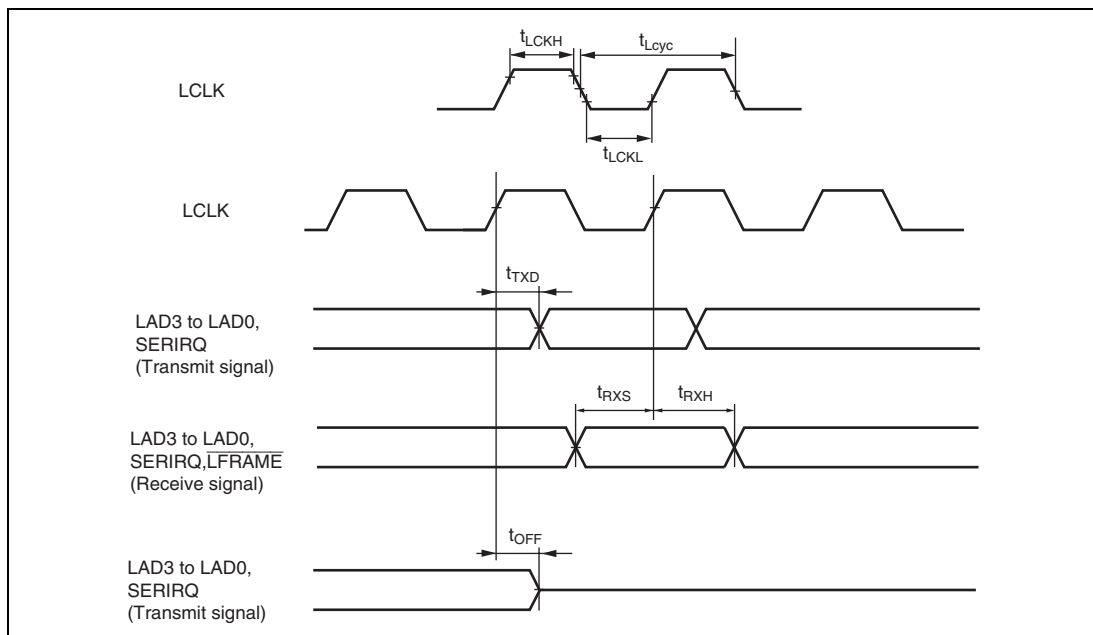 tLCKH
tLcyc
LCLK
tLCKL
LCLK
tTXD
LAD3 to LAD0,
SERIRQ
(Transmit signal)
tRXS
tRXH
LAD3 to LAD0,
SERIRQ,LFRAME
(Receive signal)
tOFF
LAD3 to LAD0,
SERIRQ
(Transmit signal)